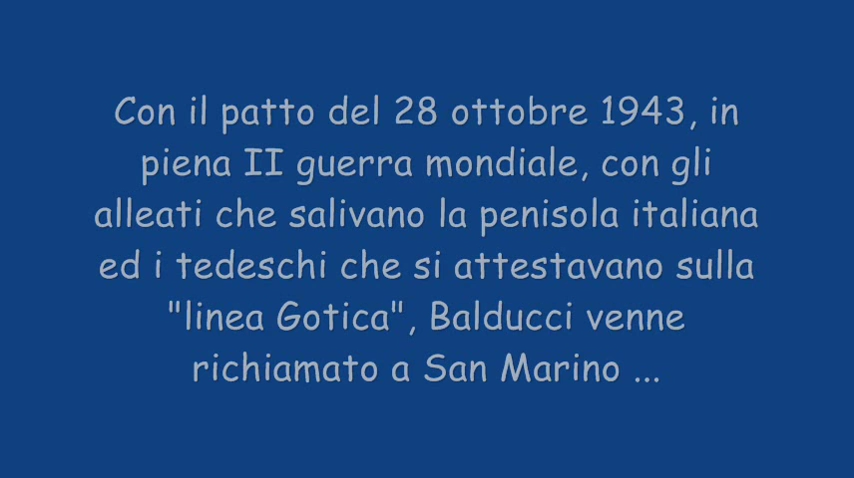 Con il patto del 28 ottobre 1943, in
piena II guerra mondiale, con gli
alleati che salivano la penisola italiana
ed i tedeschi che si attestavano sulla
"linea Gotica", Balducci venne
richiamato a San Marino ...